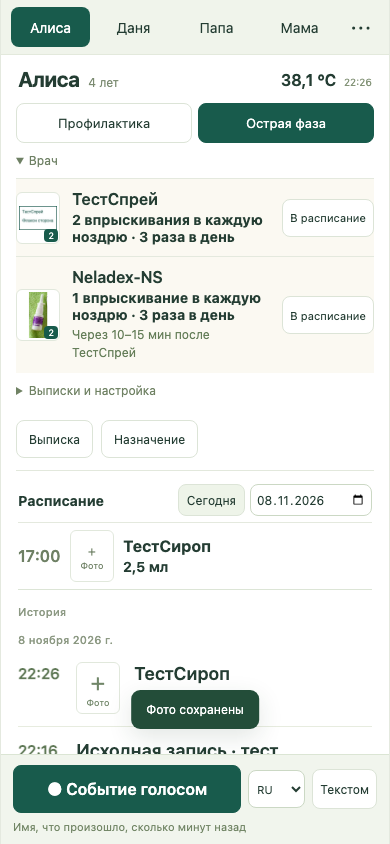 Алиса Даня Папа Мама ···
Алиса 4 лет 38,1 °C 22:26
Профилактика Острая фаза
▼ Врач
ТестСпрей
2 впрыскивания в каждую
ноздрю · 3 раза в день
В расписание
2
Neladex-NS
1 впрыскивание в каждую
ноздрю · 3 раза в день
Через 10–15 мин после
ТестСпрей
В расписание
2
▶ Выписки и настройка
Выписка Назначение
Расписание Сегодня 08.11.2026
17:00 + Фото ТестСироп
2,5 мл
История
8 ноября 2026 г.
22:26 + Фото ТестСироп
Фото сохранены
22:16 Исходная запись · тест
Событие голосом RU Текстом
Имя, что произошло, сколько минут назад